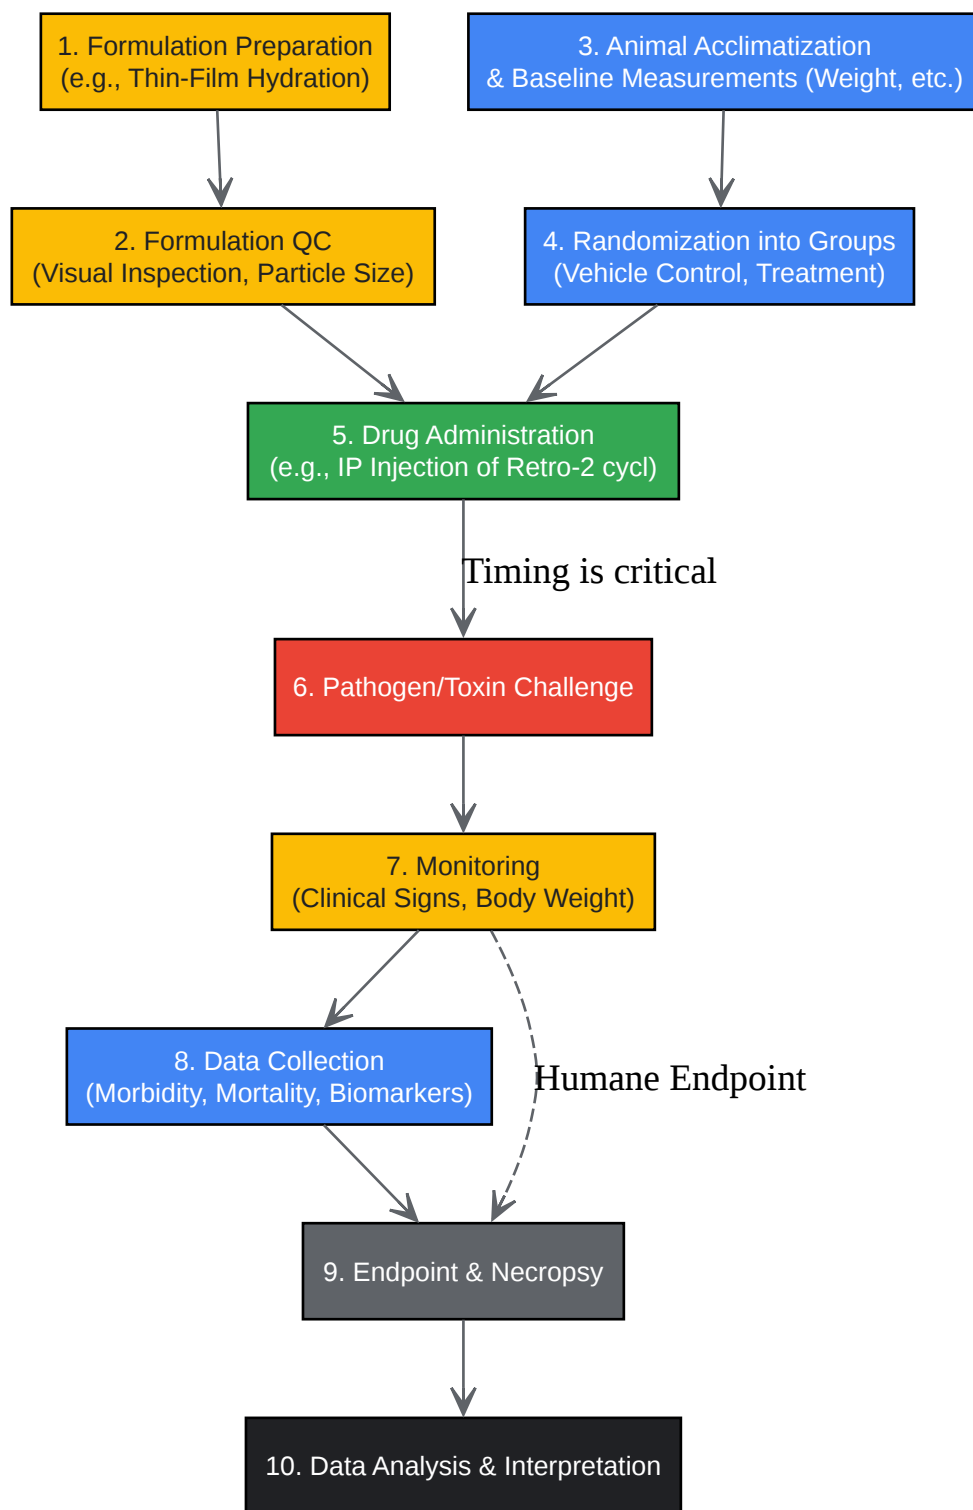 1. Formulation Preparation
(e.g., Thin-Film Hydration)
3. Animal Acclimatization
& Baseline Measurements (Weight, etc.)
2. Formulation QC
(Visual Inspection, Particle Size)
4. Randomization into Groups
(Vehicle Control, Treatment)
5. Drug Administration
(e.g., IP Injection of Retro-2 cycl)
Timing is critical
6. Pathogen/Toxin Challenge
7. Monitoring
(Clinical Signs, Body Weight)
8. Data Collection
(Morbidity, Mortality, Biomarkers)
Humane Endpoint
9. Endpoint & Necropsy
10. Data Analysis & Interpretation